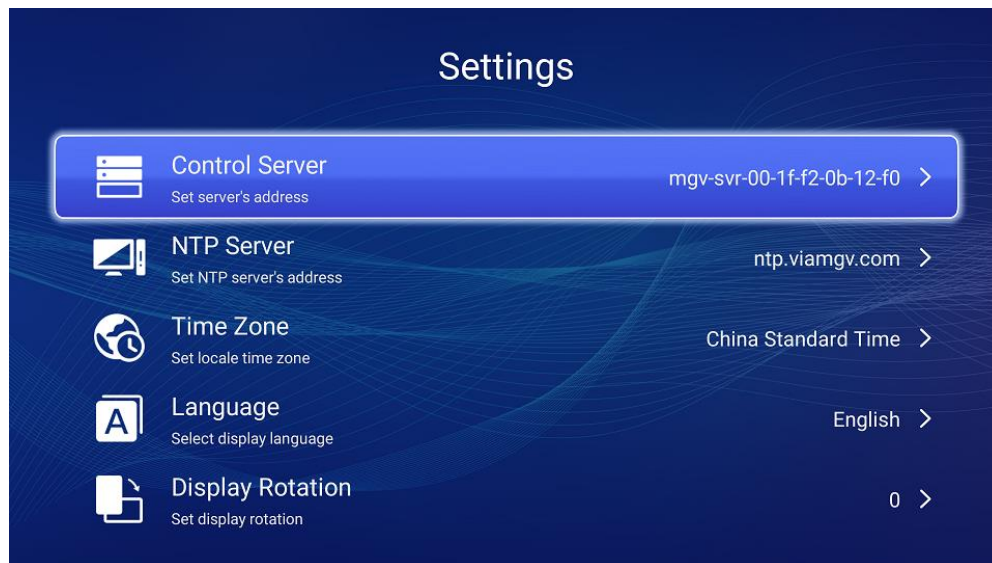 Settings
Control Server
Set server's address
mgv-svr-00-1f-f2-0b-12-f0
NTP Server
Set NTP server's address
ntp.viamgv.com
Time Zone
Set locale time zone
China Standard Time
A
Language
Select display language
English
Display Rotation
Set display rotation
0